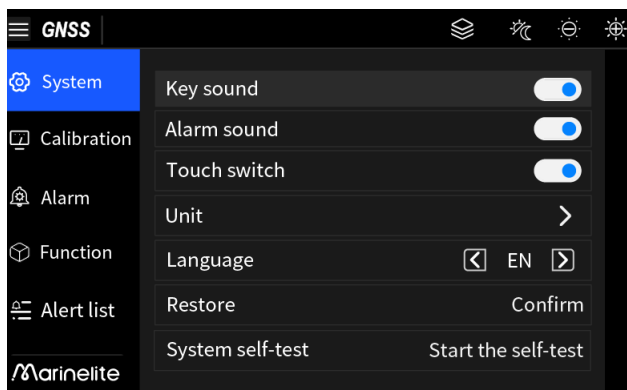 GNSS
System
Calibration
Alarm
Function
Alert list
Marinelite
Key sound
Alarm sound
Touch switch
Unit
Language EN
Restore Confirm
System self-test Start the self-test